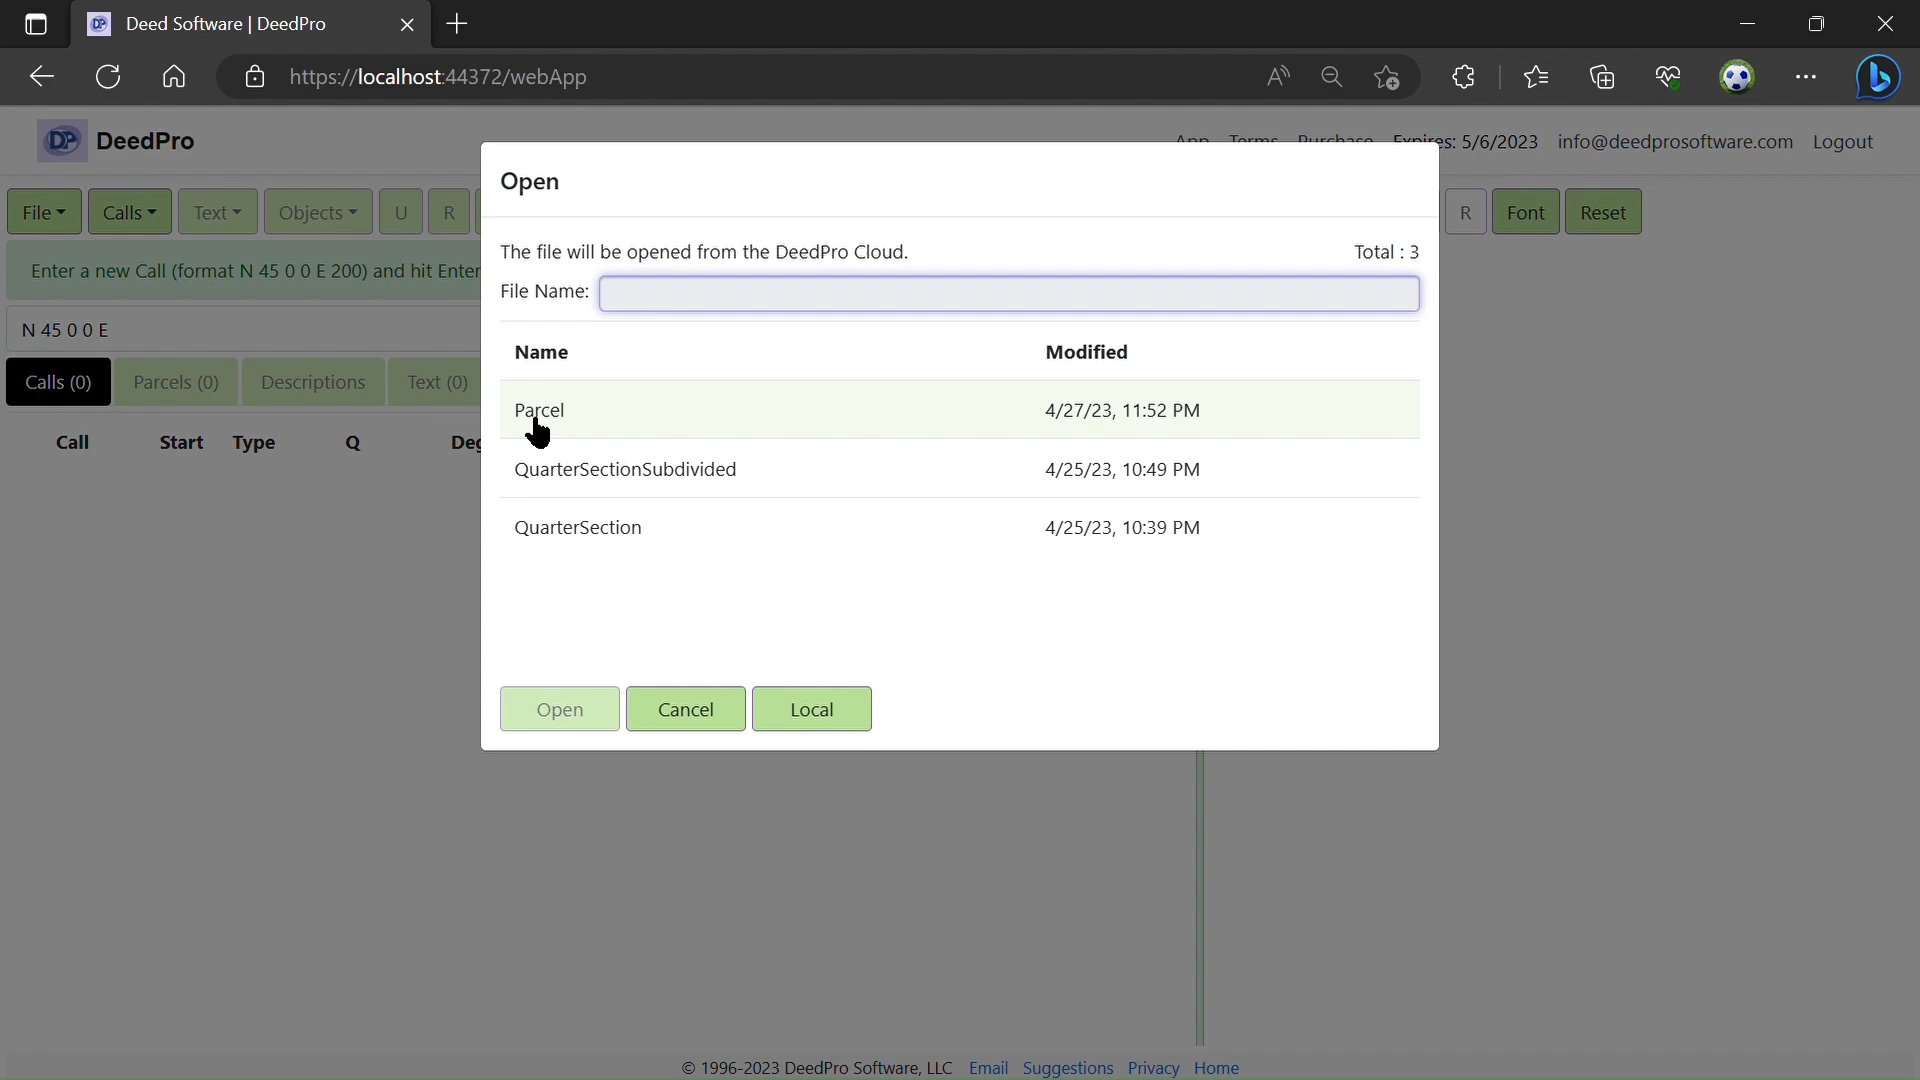 Deed Software | DeedPro
https://localhost:44372/webApp
DP DeedPro
App Terms Purchase Expires: 5/6/2023 info@deedprosoftware.com Logout
File Calls Text Objects U R R Font Reset
Enter a new Call (format N 45 0 0 E 200) and hit Enter
N 45 0 0 E
Calls (0) Parcels (0) Descriptions Text (0)
Call Start Type Q
Open
The file will be opened from the DeedPro Cloud. Total : 3
File Name:
Name Modified
Parcel 4/27/23, 11:52 PM
QuarterSectionSubdivided 4/25/23, 10:49 PM
QuarterSection 4/25/23, 10:39 PM
Open Cancel Local
© 1996-2023 DeedPro Software, LLC Email Suggestions Privacy Home